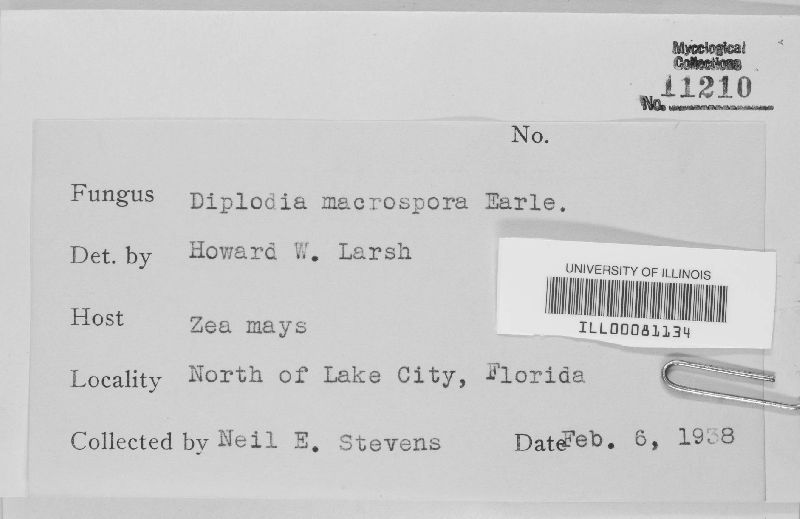 Mycological
Collections
No. 11210
No.
Fungus Diplodia macrospora Earle.
Det. by Howard W. Larsh
UNIVERSITY OF ILLINOIS
ILL00081134
Host Zea mays
Locality North of Lake City, Florida
Collected by Neil E. Stevens Date Feb. 6, 1938